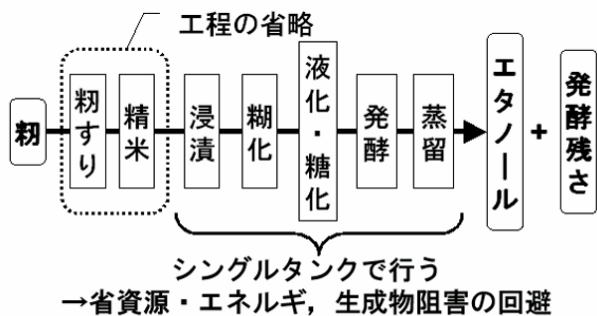 工程の省略
籾
籾すり
精米
浸漬
糊化
液化・糖化
発酵
蒸留
エタノール
+
発酵残さ
シングルタンクで行う
→省資源・エネルギ，生成物阻害の回避